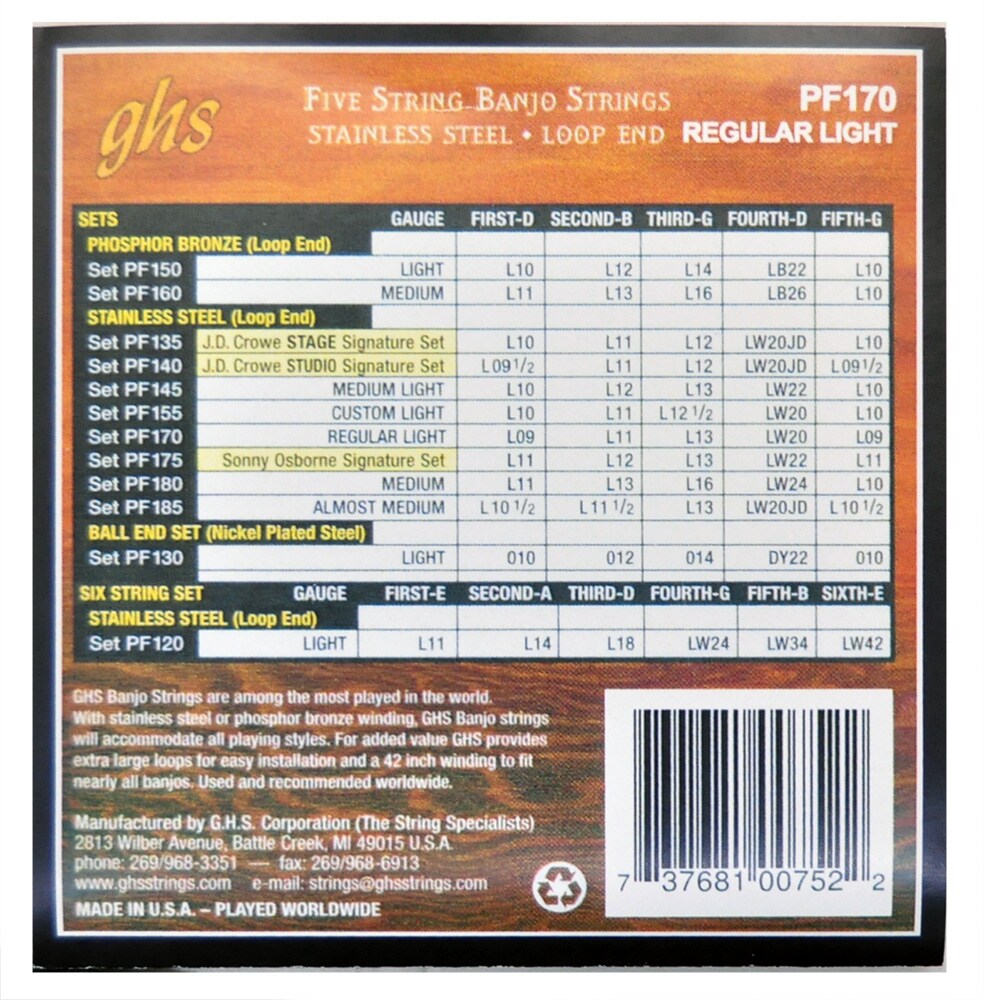 ghs
FIVE STRING BANJO STRINGS
PF170
STAINLESS STEEL • LOOP END
REGULAR LIGHT
SETS GAUGE FIRST-D SECOND-B THIRD-G FOURTH-D FIFTH-G
PHOSPHOR BRONZE (Loop End)
Set PF150 LIGHT L10 L12 L14 LB22 L10
Set PF160 MEDIUM L11 L13 L16 LB26 L10
STAINLESS STEEL (Loop End)
Set PF135 J.D. Crowe STAGE Signature Set L10 L11 L12 LW20JD L10
Set PF140 J.D. Crowe STUDIO Signature Set L09 1/2 L11 L12 LW20JD L09 1/2
Set PF145 MEDIUM LIGHT L10 L12 L13 LW22 L10
Set PF155 CUSTOM LIGHT L10 L11 L12 1/2 LW20 L10
Set PF170 REGULAR LIGHT L09 L11 L13 LW20 L09
Set PF175 Sonny Osborne Signature Set L11 L12 L13 LW22 L11
Set PF180 MEDIUM L11 L13 L16 LW24 L10
Set PF185 ALMOST MEDIUM L10 1/2 L11 1/2 L13 LW20JD L10 1/2
BALL END SET (Nickel Plated Steel)
Set PF130 LIGHT 010 012 014 DY22 010
SIX STRING SET GAUGE FIRST-E SECOND-A THIRD-D FOURTH-G FIFTH-B SIXTH-E
STAINLESS STEEL (Loop End)
Set PF120 LIGHT L11 L14 L18 LW24 LW34 LW42
GHS Banjo Strings are among the most played in the world.
With stainless steel or phosphor bronze winding, GHS Banjo strings
will accommodate all playing styles. For added value GHS provides
extra large loops for easy installation and a 42 inch winding to fit
nearly all banjos. Used and recommended worldwide.
Manufactured by G.H.S. Corporation (The String Specialists)
2813 Wilber Avenue, Battle Creek, MI 49015 U.S.A.
phone: 269/968-3351 — fax: 269/968-6913
www.ghsstrings.com e-mail: strings@ghsstrings.com
MADE IN U.S.A. – PLAYED WORLDWIDE
7 37681 00752 2